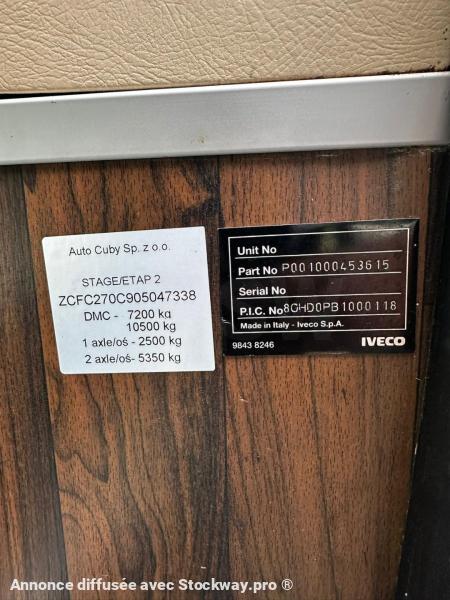 Auto Cuby Sp. z o.o.
STAGE/ETAP 2
ZCFC270C905047338
DMC - 7200 kg
10500 kg
1 axle/oś- 2500 kg
2 axle/oś- 5350 kg
Unit No
Part No P001000453615
Serial No
P.I.C. No 8GHD0PB1000118
Made in Italy - Iveco S.p.A.
9843 8246 IVECO
Annonce diffusée avec Stockway.pro ®